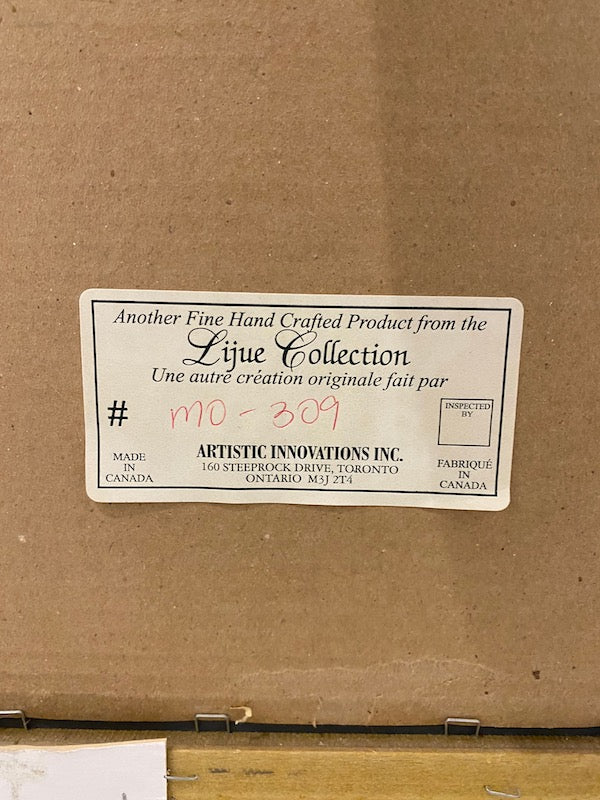 Another Fine Hand Crafted Product from the
Lijue Collection
Une autre création originale fait par
# MO - 309
INSPECTED
BY
ARTISTIC INNOVATIONS INC.
160 STEEPROCK DRIVE, TORONTO
ONTARIO M3J 2T4
MADE
IN
CANADA
FABRIQUÉ
IN
CANADA